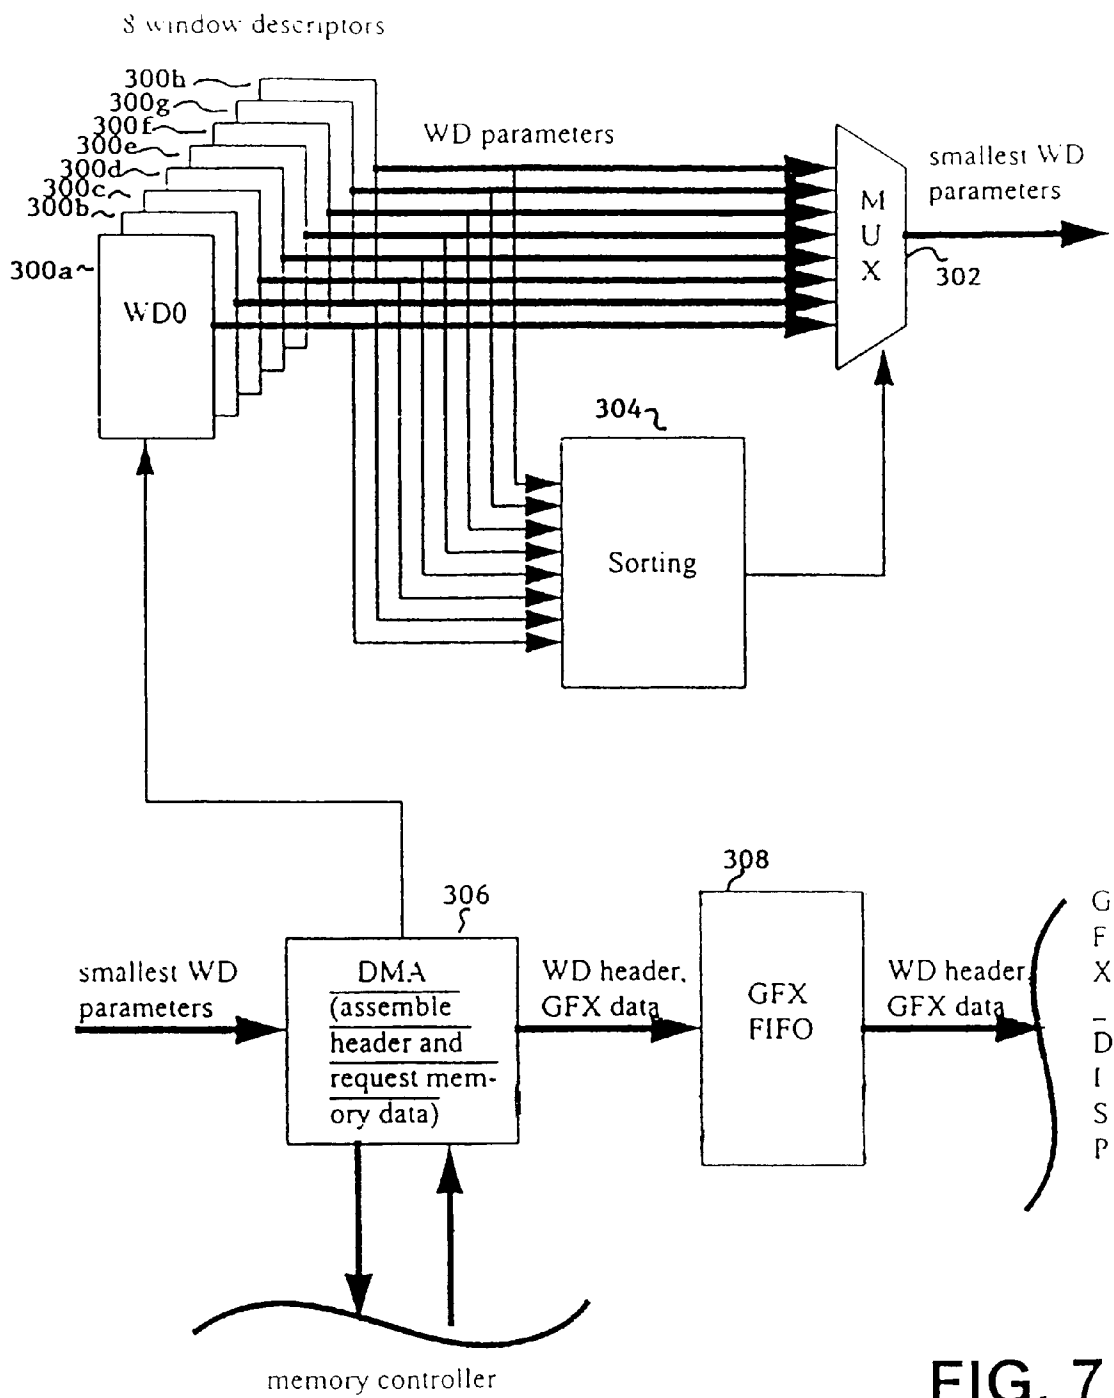 8 window descriptors
300h
300g
300f
300e
300d
300c
300b
300a
WD0
WD parameters
MUX
smallest WD
parameters
302
304
Sorting
306
308
smallest WD
parameters
DMA
(assemble
header and
request mem-
ory data)
WD header,
GFX data
GFX
FIFO
WD header,
GFX data
GFX_DISP
memory controller
FIG. 7